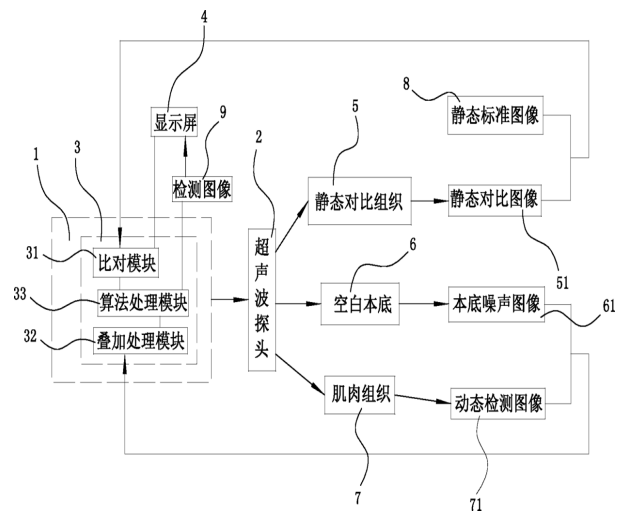 4
显示屏
9
检测图像
1
3
31
比对模块
33
算法处理模块
32
叠加处理模块
2
超声波探头
5
静态对比组织
6
空白本底
肌肉组织
7
8
静态标准图像
静态对比图像
51
本底噪声图像
61
动态检测图像
71